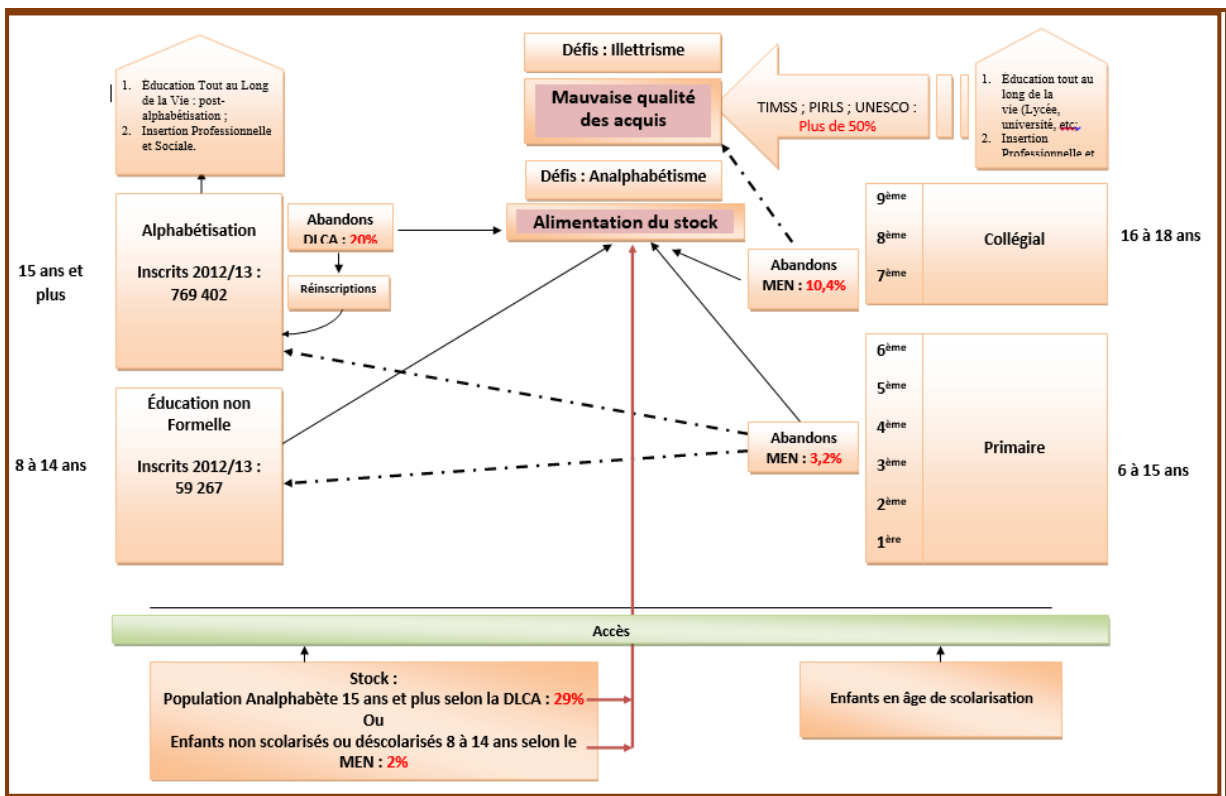 Défis : Illettrisme
Mauvaise qualité
des acquis
TIMSS ; PIRLS ; UNESCO :
Plus de 50%
1. Éducation Tout au Long
de la Vie : post-
alphabétisation ;
2. Insertion Professionnelle
et Sociale.
1. Éducation tout au
long de la
vie (Lycée,
université, etc;
2. Insertion
Professionnelle et
Défis : Analphabétisme
Alimentation du stock
15 ans et
plus
Alphabétisation
Inscrits 2012/13 :
769 402
Abandons
DLCA : 20%
Réinscriptions
Abandons
MEN : 10,4%
9ème
8ème
7ème
Collégial
16 à 18 ans
8 à 14 ans
Éducation non
Formelle
Inscrits 2012/13 :
59 267
Abandons
MEN : 3,2%
6ème
5ème
4ème
3ème
2ème
1ère
Primaire
6 à 15 ans
Accès
Stock :
Population Analphabète 15 ans et plus selon la DLCA : 29%
Ou
Enfants non scolarisés ou déscolarisés 8 à 14 ans selon le
MEN : 2%
Enfants en âge de scolarisation